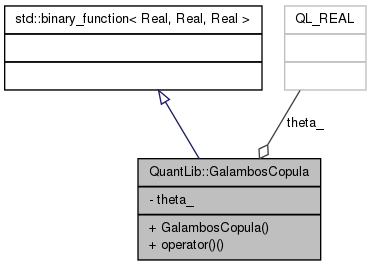 std::binary_function< Real, Real, Real >
QL_REAL
theta_
QuantLib::GalambosCopula
- theta_
+ GalambosCopula()
+ operator()()